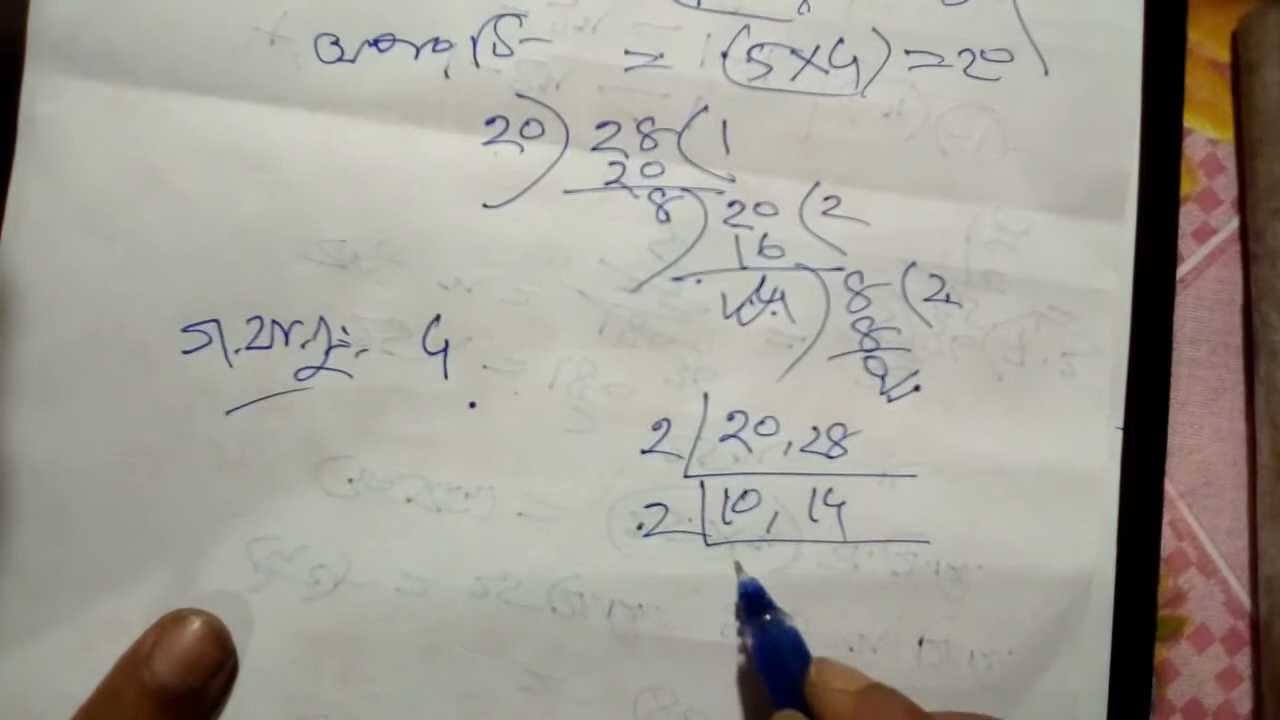 = (5×4) = 20
20) 28 (1
20
8) 20 (2
16
4) 8 (2
8
0
গ.সা.গু: 4
2 | 20, 28
2 | 10, 14